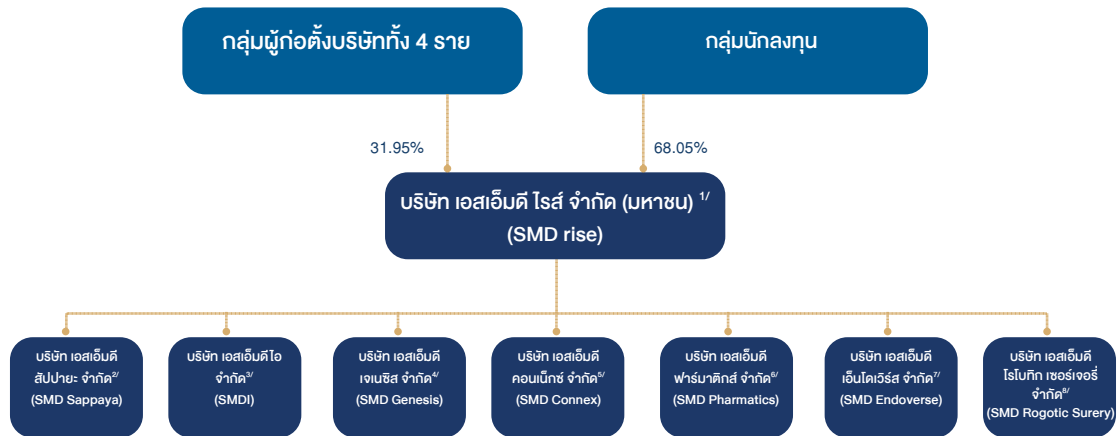 กลุ่มผู้ก่อตั้งบริษัททั้ง 4 ราย
กลุ่มนักลงทุน
31.95%
68.05%
บริษัท เอสเอ็มดี ไรส์ จำกัด (มหาชน) 1/
(SMD rise)
บริษัท เอสเอ็มดี
สัปปายะ จำกัด2/
(SMD Sappaya)
บริษัท เอสเอ็มดีไอ
จำกัด3/
(SMDI)
บริษัท เอสเอ็มดี
เจเนซิส จำกัด4/
(SMD Genesis)
บริษัท เอสเอ็มดี
คอนเน็กซ์ จำกัด5/
(SMD Connex)
บริษัท เอสเอ็มดี
ฟาร์มาติกส์ จำกัด6/
(SMD Pharmatics)
บริษัท เอสเอ็มดี
เอ็นโดเวิร์ส จำกัด7/
(SMD Endoverse)
บริษัท เอสเอ็มดี
โรโบทิก เซอร์เจอรี่
จำกัด8/
(SMD Rogotic Surery)